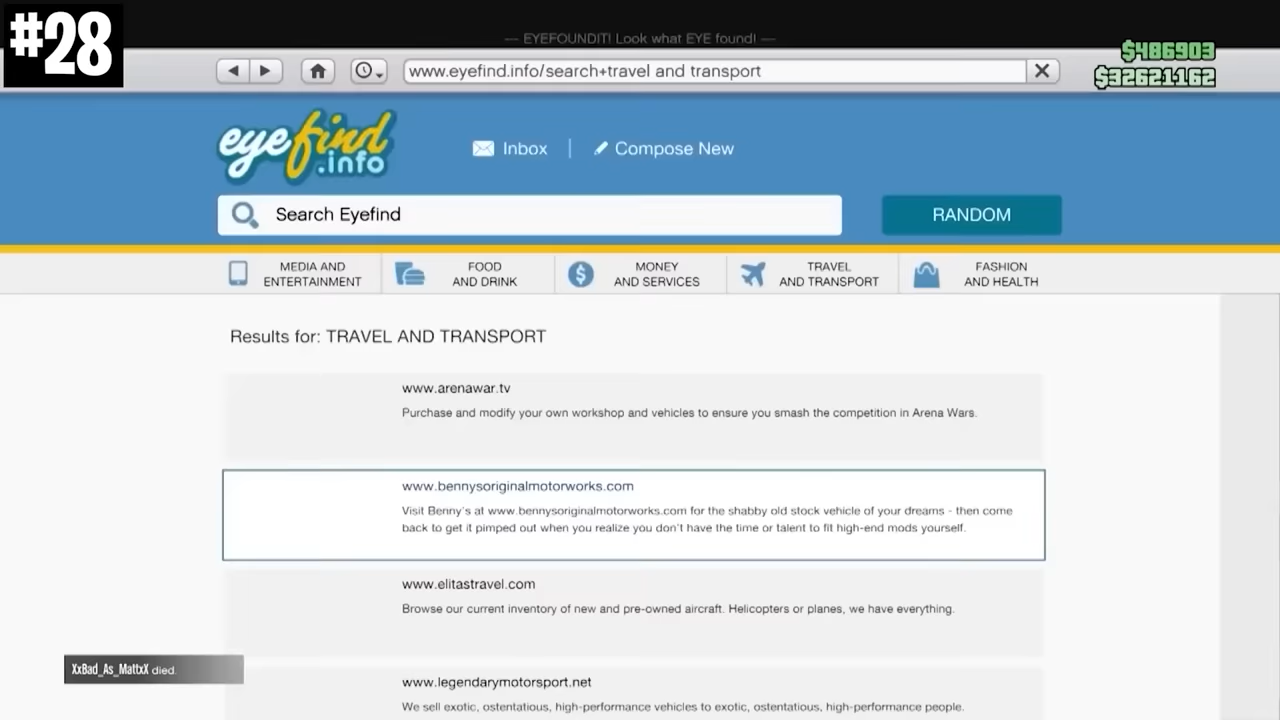 #28
— EYEFOUNDIT! Look what EYE found! —
www.eyefind.info/search+travel and transport
$486903
$32621162
eyefind
.info
Inbox
Compose New
Search Eyefind
RANDOM
MEDIA AND
ENTERTAINMENT
FOOD
AND DRINK
MONEY
AND SERVICES
TRAVEL
AND TRANSPORT
FASHION
AND HEALTH
Results for: TRAVEL AND TRANSPORT
www.arenawar.tv
Purchase and modify your own workshop and vehicles to ensure you smash the competition in Arena Wars.
www.bennysoriginalmotorworks.com
Visit Benny's at www.bennysoriginalmotorworks.com for the shabby old stock vehicle of your dreams - then come
back to get it pimped out when you realize you don't have the time or talent to fit high-end mods yourself.
www.elitastravel.com
Browse our current inventory of new and pre-owned aircraft. Helicopters or planes, we have everything.
XxBad_As_MattxX died.
www.legendarymotorsport.net
We sell exotic, ostentatious, high-performance vehicles to exotic, ostentatious, high-performance people.